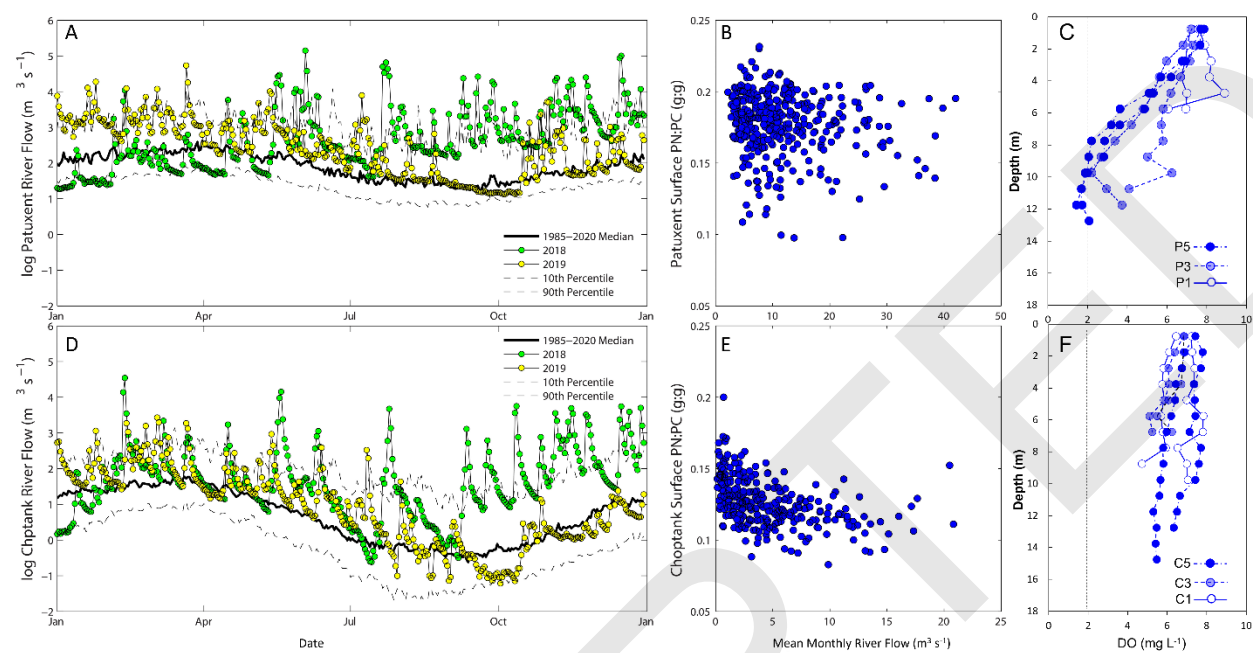 A
log Patuxent River Flow (m 3 s−1)
6
5
4
3
2
1
0
−1
−2
Jan
Apr
Jul
Oct
Jan
1985−2020 Median
2018
2019
10th Percentile
90th Percentile
B
Patuxent Surface PN:PC (g:g)
0.25
0.2
0.15
0.1
0.05
0
5
10
15
20
25
30
35
40
45
50
C
Depth (m)
0
2
4
6
8
10
12
14
16
18
0
2
4
6
8
10
P5
P3
P1
D
log Chptank River Flow (m 3 s−1)
6
5
4
3
2
1
0
−1
−2
Jan
Apr
Jul
Oct
Jan
Date
1985−2020 Median
2018
2019
10th Percentile
90th Percentile
E
Choptank Surface PN:PC (g:g)
0.25
0.2
0.15
0.1
0.05
0
5
10
15
20
25
Mean Monthly River Flow (m3 s−1)
F
Depth (m)
0
2
4
6
8
10
12
14
16
18
0
2
4
6
8
10
DO (mg L-1)
C5
C3
C1